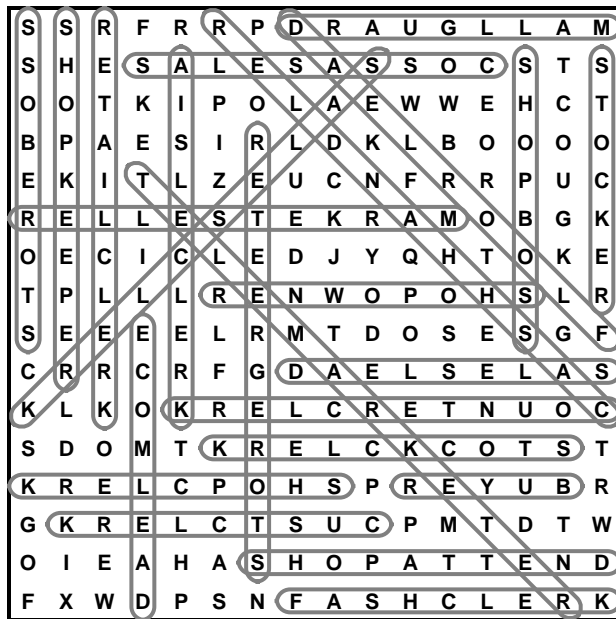 S S R F R R P D R A U G L L A M
S H E S A L E S A S S O C S T S
O O T K I P O L A E W W E H C T
B P A E S I R L D K L B O O O O
E K I T L Z E U C N F R R P U C
R E L L E S T E K R A M O B G K
O E C I C L E D J Y Q H T O K E
T P L L L R E N W O P O H S L R
S E E E E L R M T D O S E S G F
C R R C R F G D A E L S E L A S
K L K O K R E L C R E T N U O C
S D O M T K R E L C K C O T S T
K R E L C P O H S P R E Y U B R
G K R E L C T S U C P M T D T W
O I E A H A S H O P A T T E N D
F X W D P S N F A S H C L E R K